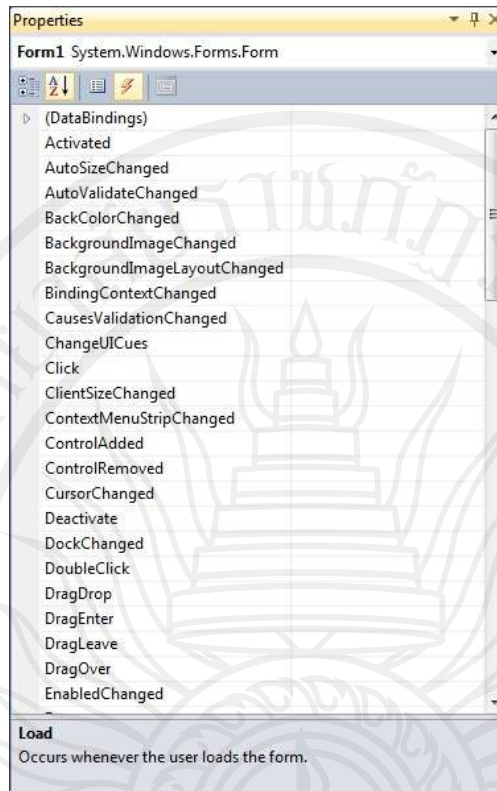 Properties
Form1 System.Windows.Forms.Form
(DataBindings)
Activated
AutoSizeChanged
AutoValidateChanged
BackColorChanged
BackgroundImageChanged
BackgroundImageLayoutChanged
BindingContextChanged
CausesValidationChanged
ChangeUICues
Click
ClientSizeChanged
ContextMenuStripChanged
ControlAdded
ControlRemoved
CursorChanged
Deactivate
DockChanged
DoubleClick
DragDrop
DragEnter
DragLeave
DragOver
EnabledChanged
Load
Occurs whenever the user loads the form.